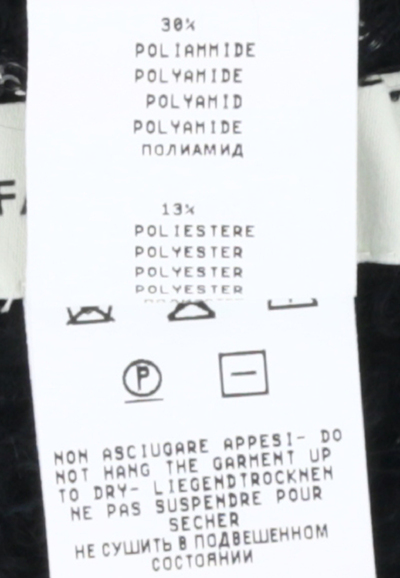 30%
POLIAMMIDE
POLYAMIDE
POLYAMID
POLYAMIDE
ПОЛИАМИД
13%
POLIESTERE
POLYESTER
POLYESTER
POLYESTER
P
NON ASCIUGARE APPESI- DO
NOT HANG THE GARMENT UP
TO DRY- LIEGENDTROCKNEN
NE PAS SUSPENDRE POUR
SECHER
НЕ СУШИТЬ В ПОДВЕШЕННОМ
СОСТОЯНИИ